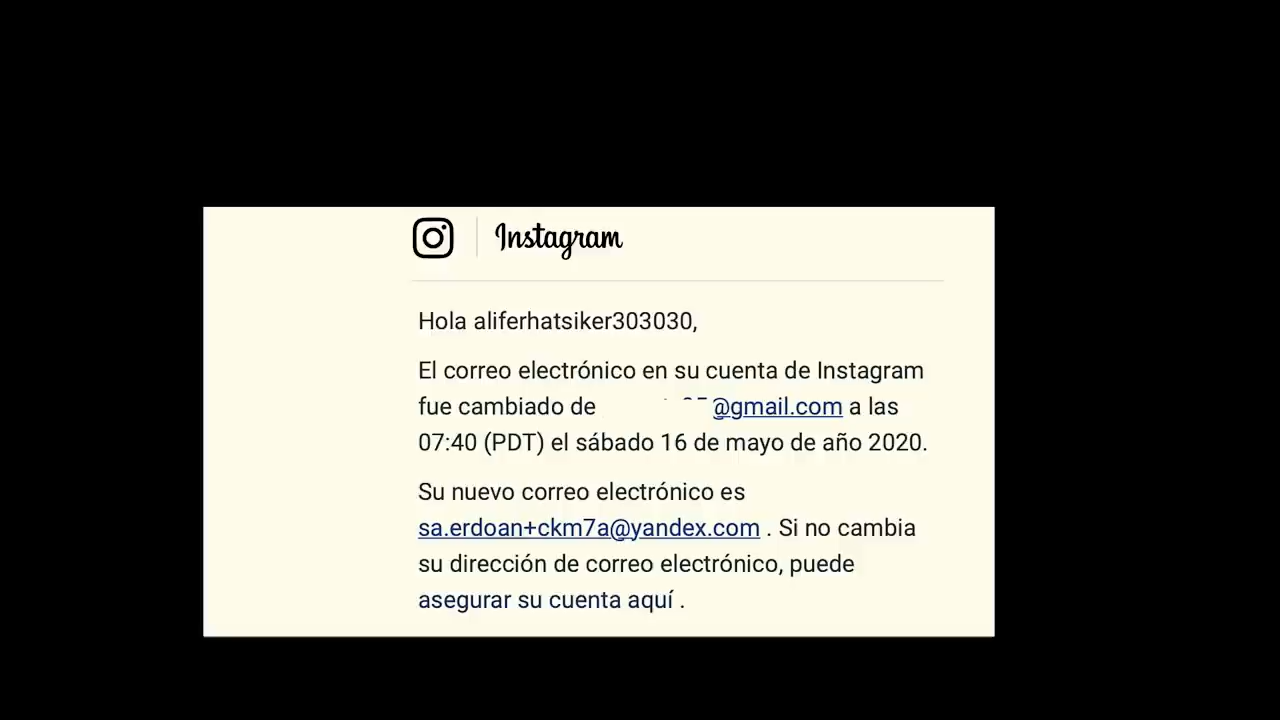 Instagram
Hola aliferhatsiker303030,
El correo electrónico en su cuenta de Instagram
fue cambiado de @gmail.com a las
07:40 (PDT) el sábado 16 de mayo de año 2020.
Su nuevo correo electrónico es
sa.erdoan+ckm7a@yandex.com . Si no cambia
su dirección de correo electrónico, puede
asegurar su cuenta aquí .